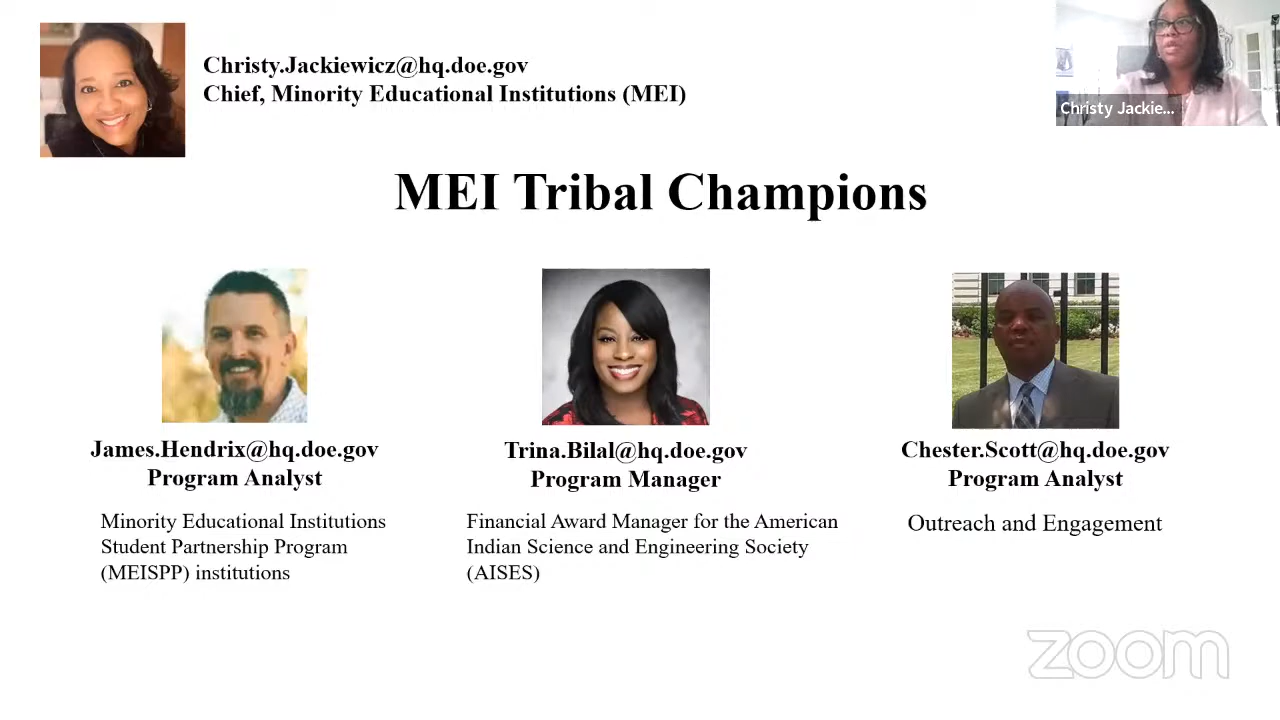 Christy.Jackiewicz@hq.doe.gov
Chief, Minority Educational Institutions (MEI)
Christy Jackie...
MEI Tribal Champions
James.Hendrix@hq.doe.gov
Program Analyst
Minority Educational Institutions
Student Partnership Program
(MEISPP) institutions
Trina.Bilal@hq.doe.gov
Program Manager
Financial Award Manager for the American
Indian Science and Engineering Society
(AISES)
Chester.Scott@hq.doe.gov
Program Analyst
Outreach and Engagement
zoom